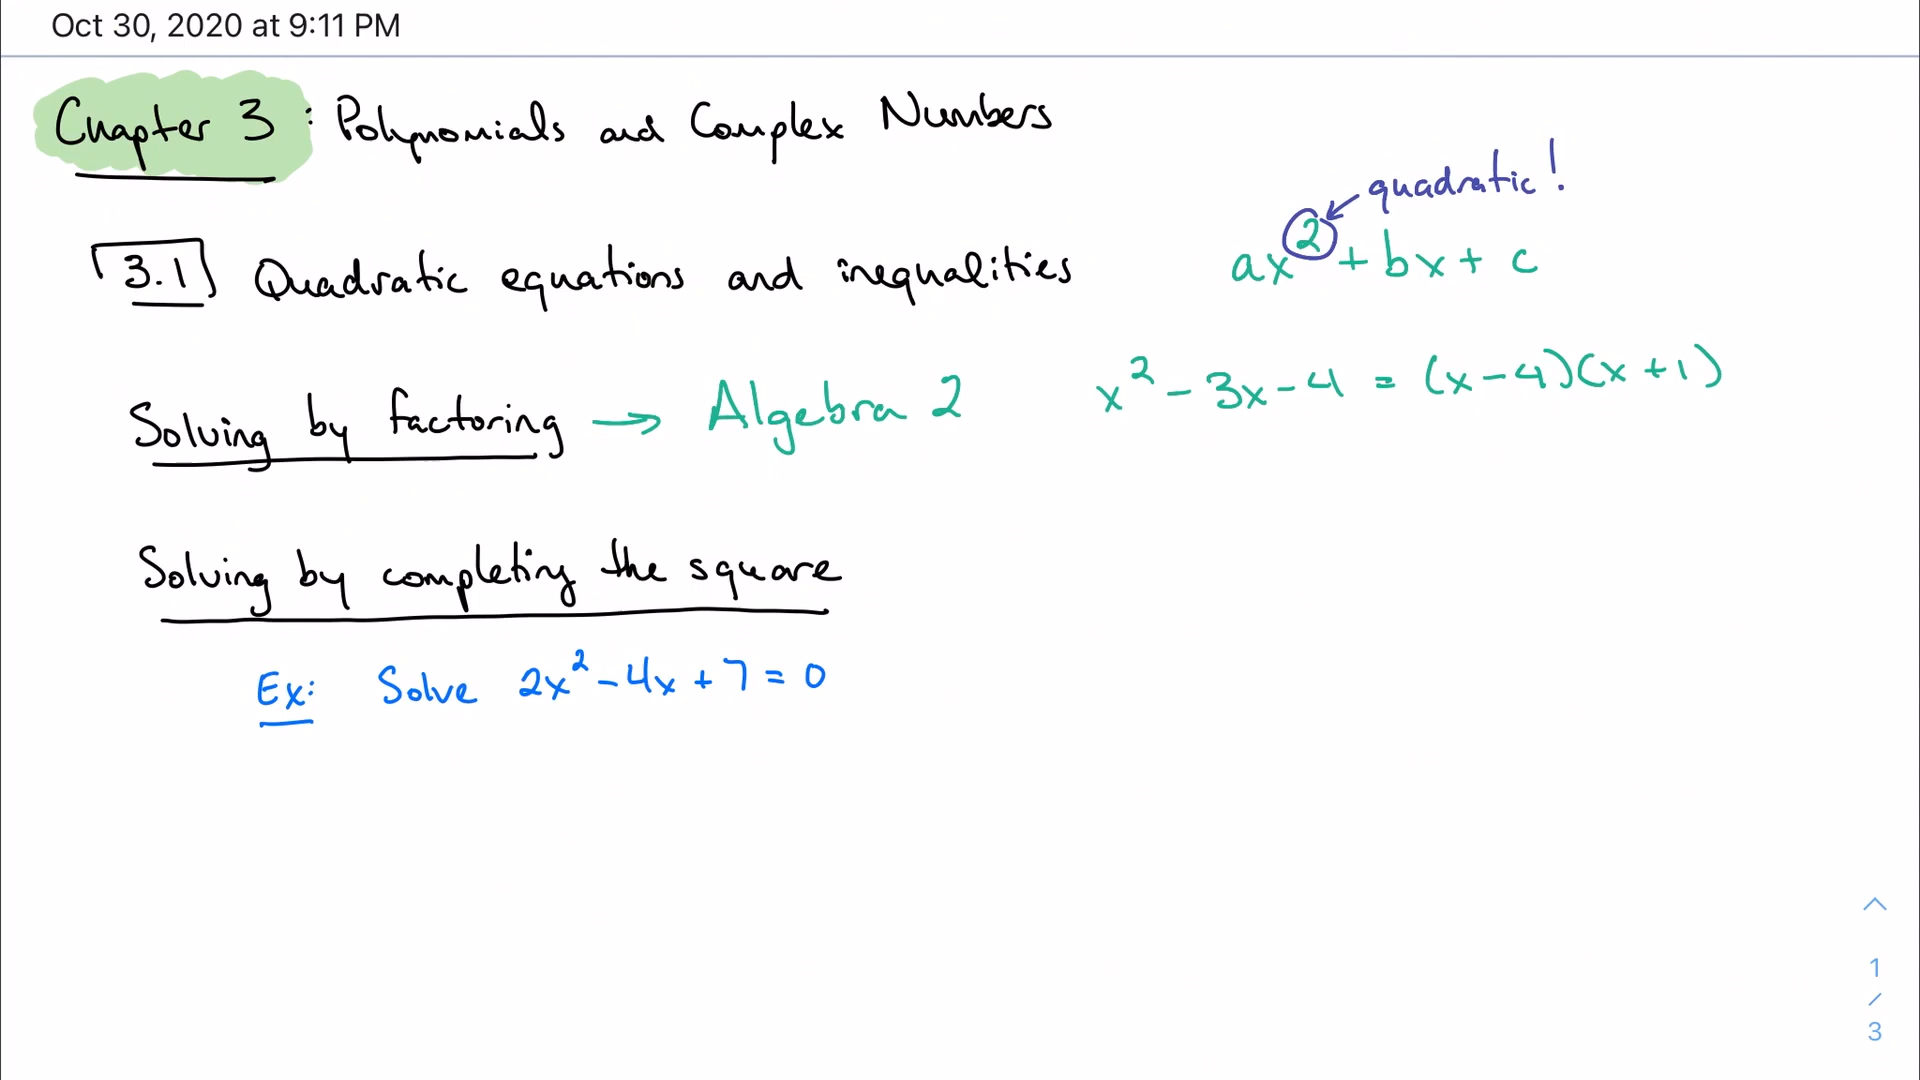 Oct 30, 2020 at 9:11 PM
Chapter 3: Polynomials and Complex Numbers
quadratic!
ax² + bx + c
3.1 Quadratic equations and inequalities
Solving by factoring → Algebra 2
x² - 3x - 4 = (x - 4)(x + 1)
Solving by completing the square
Ex: Solve 2x² - 4x + 7 = 0
1
/
3